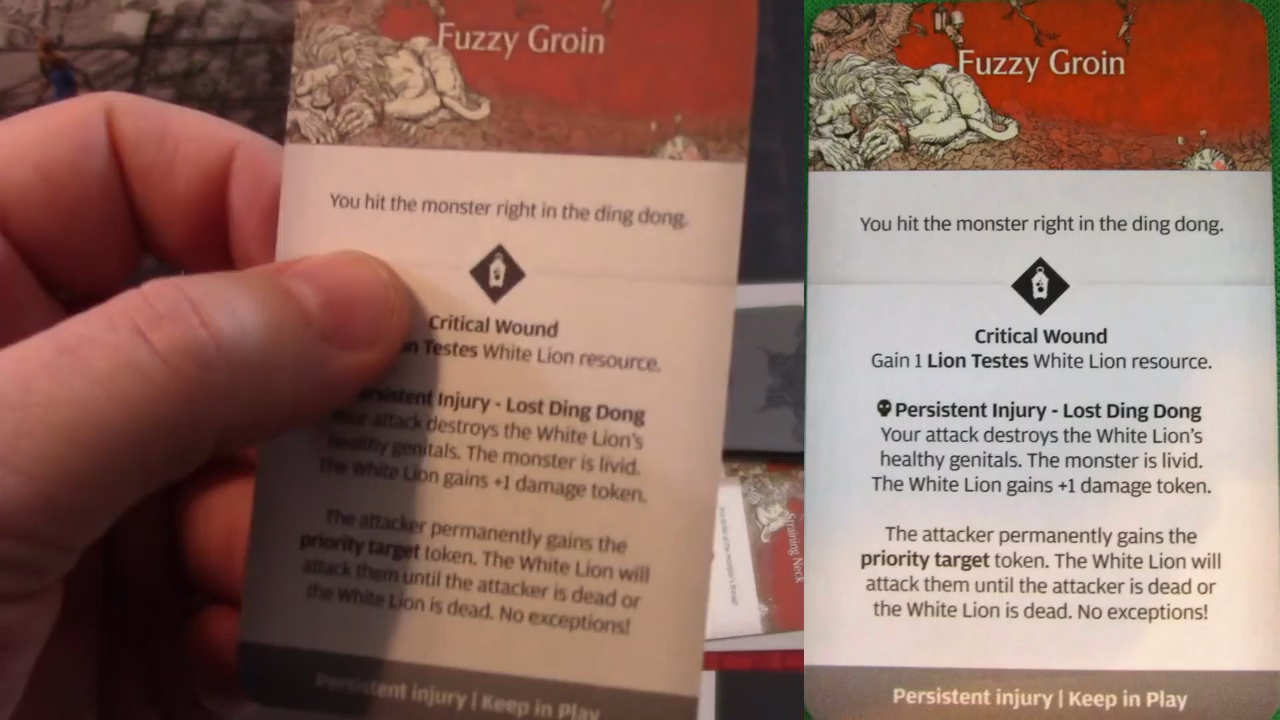 Fuzzy Groin
You hit the monster right in the ding dong.
Critical Wound
Testes White Lion resource.
Injury - Lost Ding Dong
Your attack destroys the White Lion's
healthy genitals. The monster is livid.
The White Lion gains +1 damage token.
The attacker permanently gains the
priority target token. The White Lion will
attack them until the attacker is dead or
the White Lion is dead. No exceptions!
Persistent injury | Keep in Play
Straining Neck
Fuzzy Groin
You hit the monster right in the ding dong.
Critical Wound
Gain 1 Lion Testes White Lion resource.
Persistent Injury - Lost Ding Dong
Your attack destroys the White Lion's
healthy genitals. The monster is livid.
The White Lion gains +1 damage token.
The attacker permanently gains the
priority target token. The White Lion will
attack them until the attacker is dead or
the White Lion is dead. No exceptions!
Persistent injury | Keep in Play